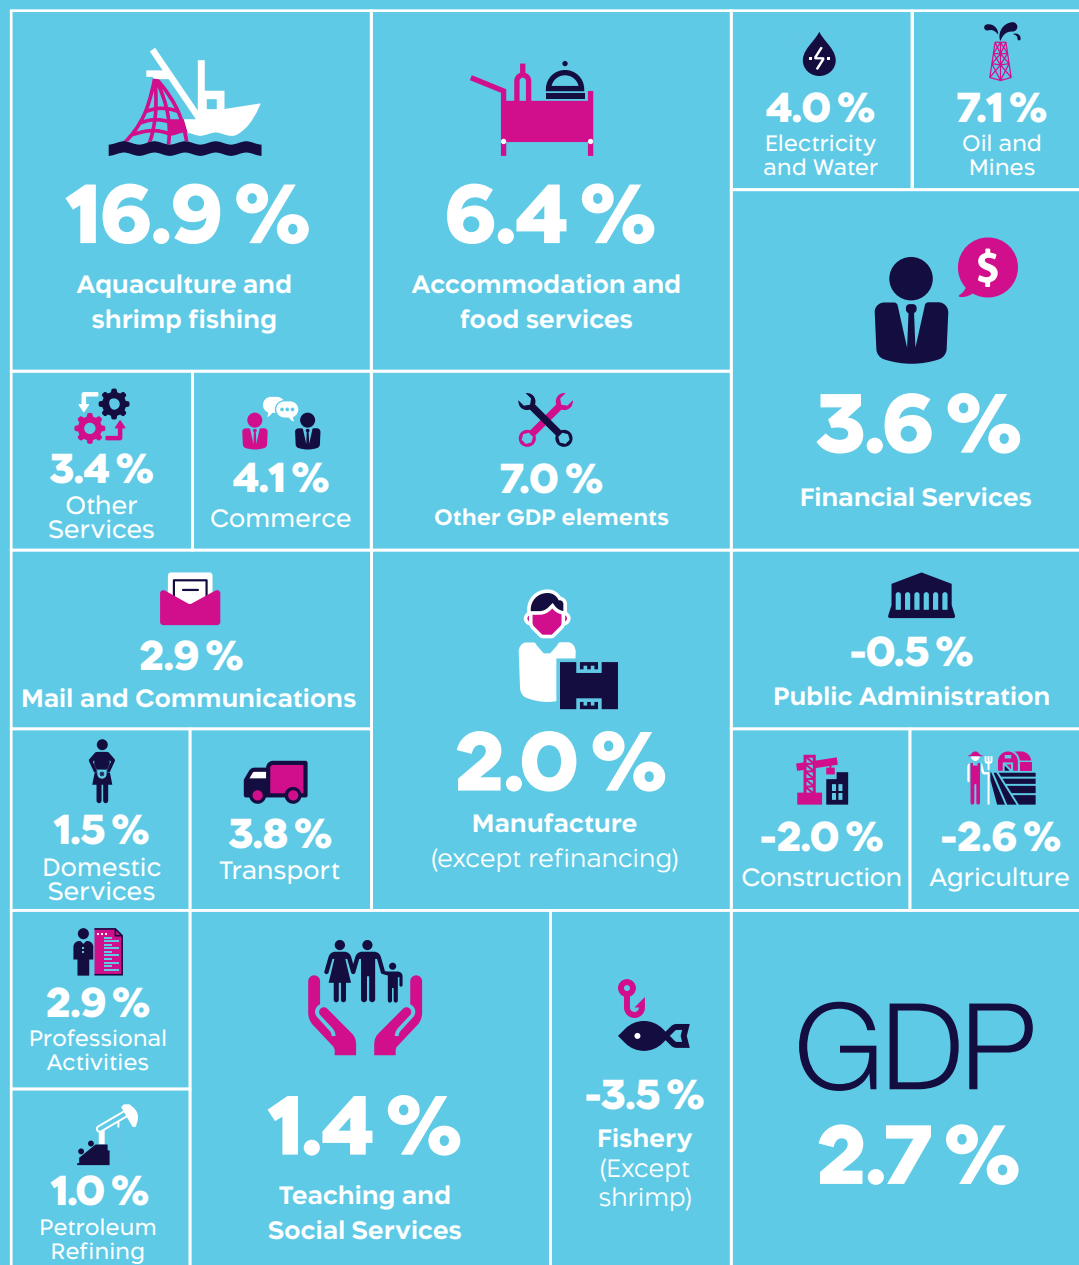 16.9 %
Aquaculture and
shrimp fishing
6.4 %
Accommodation and
food services
4.0 %
Electricity
and Water
7.1 %
Oil and
Mines
$
3.6 %
Financial Services
3.4 %
Other
Services
4.1 %
Commerce
7.0 %
Other GDP elements
2.9 %
Mail and Communications
2.0 %
Manufacture
(except refinancing)
-0.5 %
Public Administration
1.5 %
Domestic
Services
3.8 %
Transport
-2.0 %
Construction
-2.6 %
Agriculture
2.9 %
Professional
Activities
1.0 %
Petroleum
Refining
1.4 %
Teaching and
Social Services
-3.5 %
Fishery
(Except
shrimp)
GDP
2.7 %